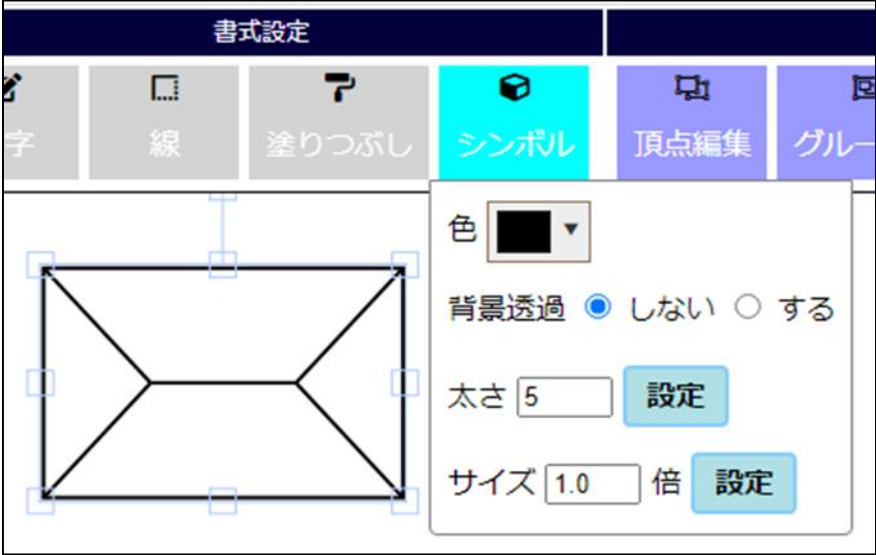 書式設定
字
線
塗りつぶし
シンボル
頂点編集
グルー
色
背景透過 しない する
太さ 5 設定
サイズ 1.0 倍 設定